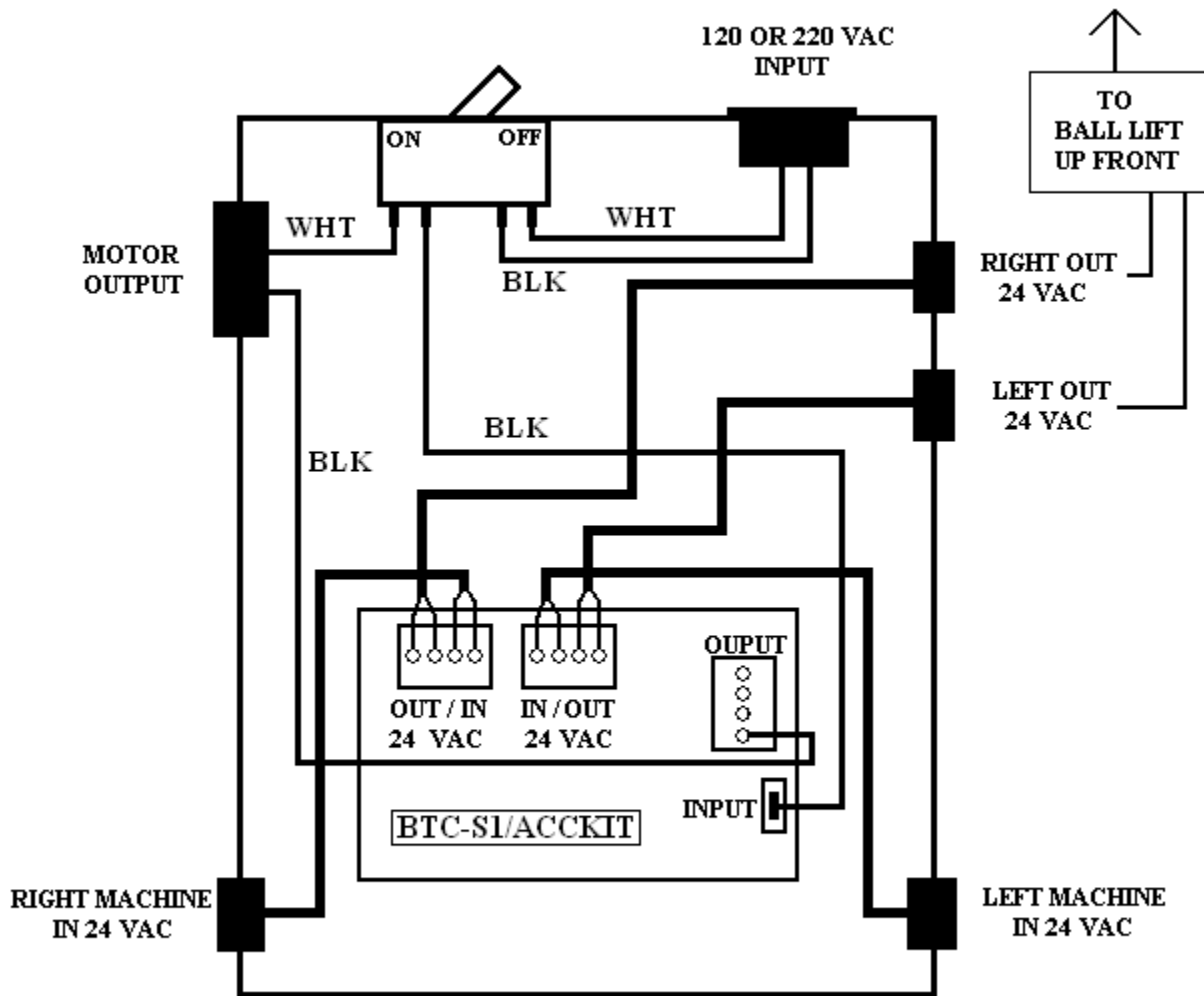 120 OR 220 VAC
INPUT
TO
BALL LIFT
UP FRONT
ON
OFF
WHT
WHT
MOTOR
OUTPUT
BLK
RIGHT OUT
24 VAC
LEFT OUT
24 VAC
BLK
BLK
OUPUT
OUT / IN
24 VAC
IN / OUT
24 VAC
INPUT
BTC-S1/ACCKIT
RIGHT MACHINE
IN 24 VAC
LEFT MACHINE
IN 24 VAC